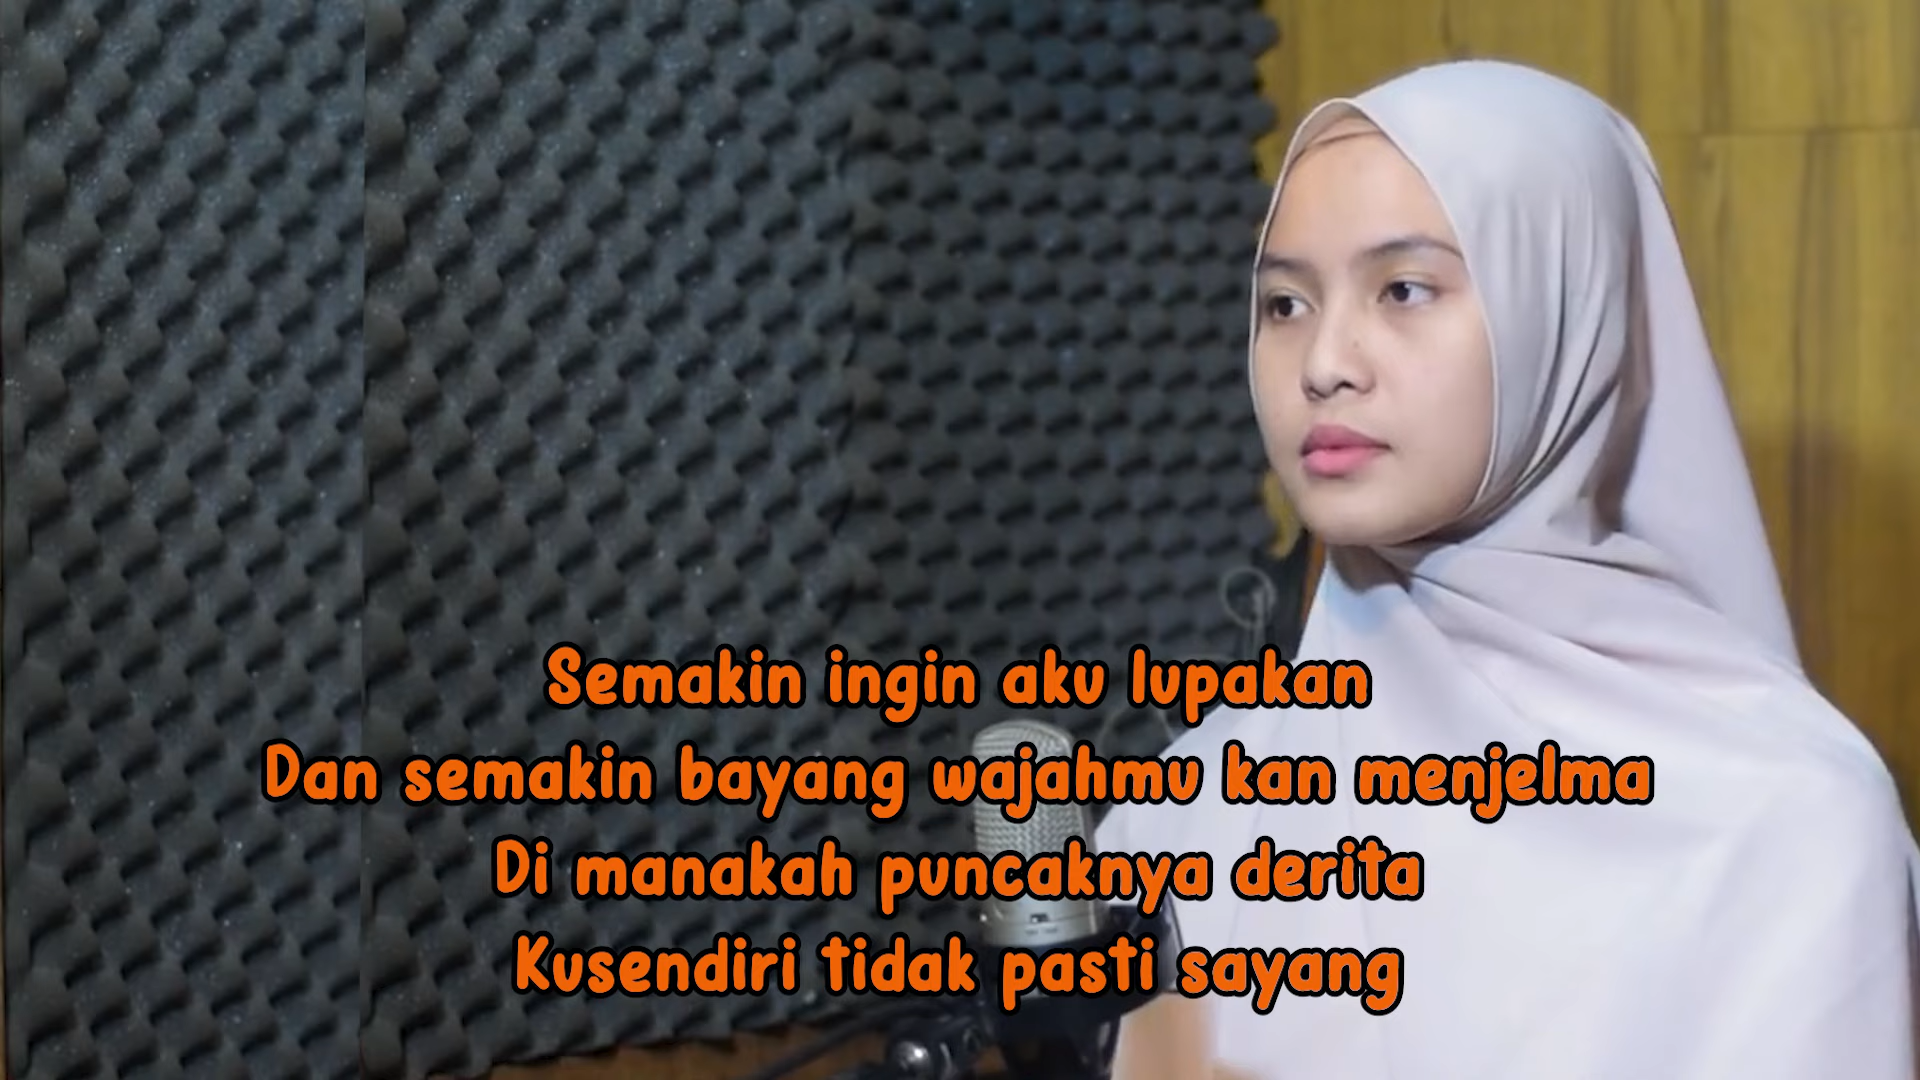 Semakin ingin aku lupakan
Dan semakin bayang wajahmu kan menjelma
Di manakah puncaknya derita
Kusendiri tidak pasti sayang